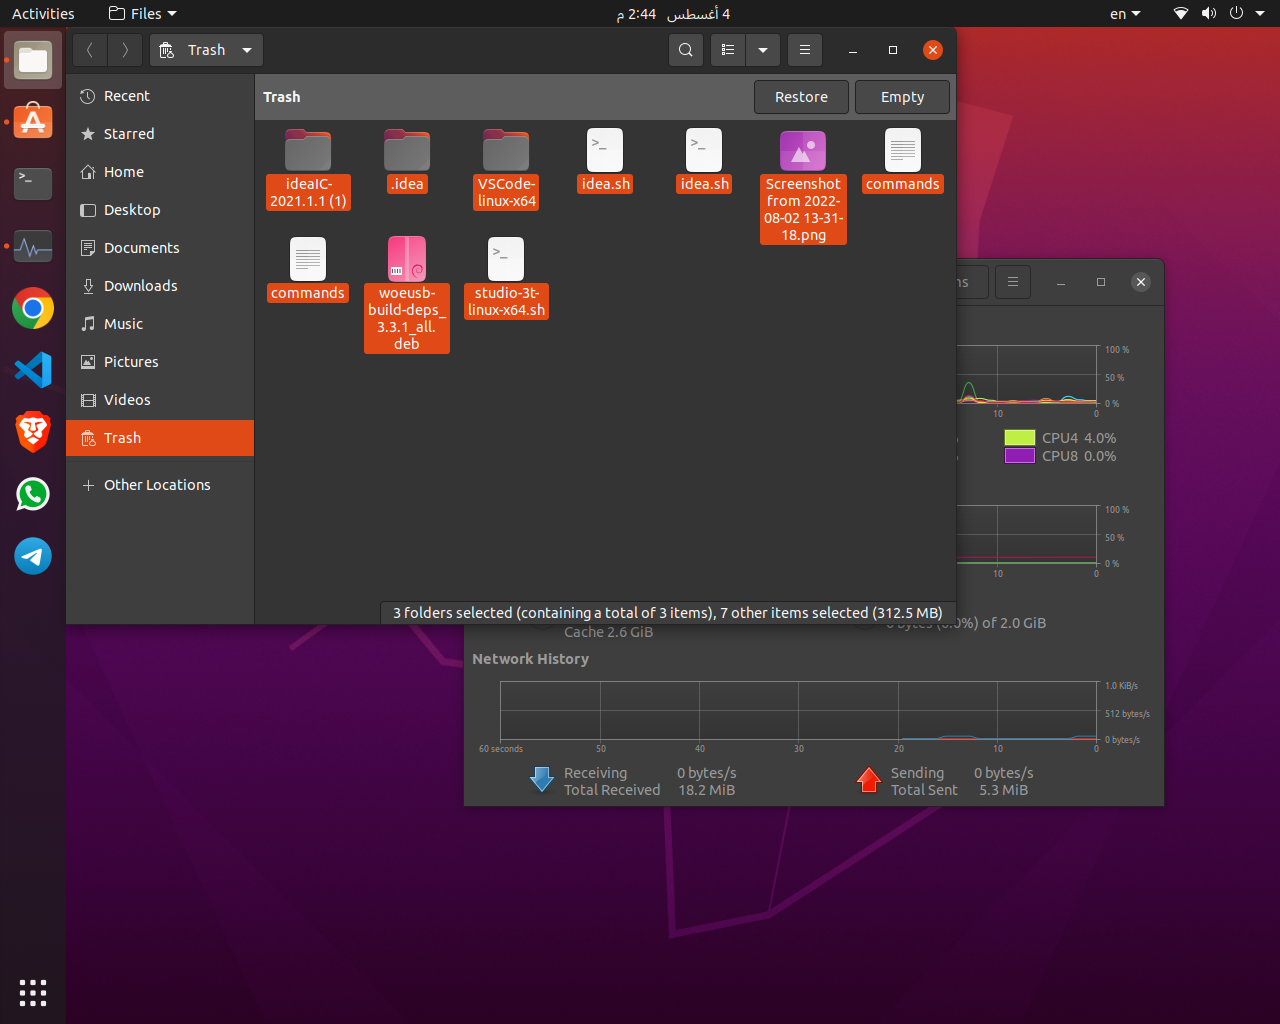 Activities
Files
4 أغسطس 2:44 م
en
Trash
Recent
Starred
Home
Desktop
Documents
Downloads
Music
Pictures
Videos
Trash
Other Locations
Trash
Restore
Empty
ideaIC-
2021.1.1 (1)
.idea
VSCode-
linux-x64
idea.sh
idea.sh
Screenshot
from 2022-
08-02 13-31-
18.png
commands
commands
woeusb-
build-deps_
3.3.1_all.
deb
studio-3t-
linux-x64.sh
3 folders selected (containing a total of 3 items), 7 other items selected (312.5 MB)
100 %
50 %
0 %
10
0
CPU4 4.0%
CPU8 0.0%
100 %
50 %
0 %
10
0
of 2.0 GiB
Cache 2.6 GiB
Network History
1.0 KiB/s
512 bytes/s
0 bytes/s
60 seconds
50
40
30
20
10
0
Receiving 0 bytes/s
Total Received 18.2 MiB
Sending 0 bytes/s
Total Sent 5.3 MiB